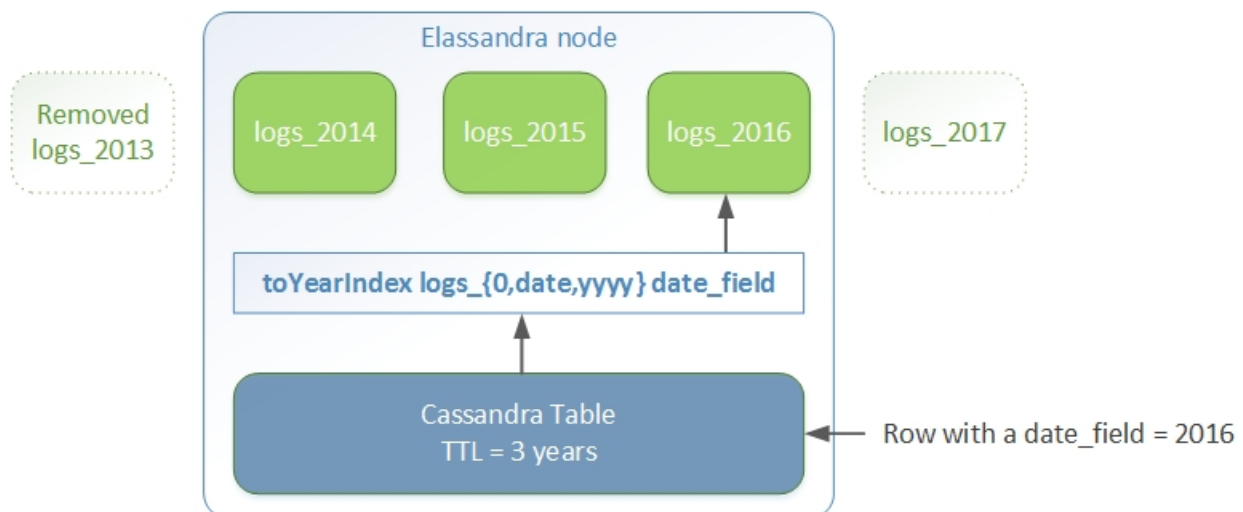 Elassandra node
Removed
logs_2013
logs_2014
logs_2015
logs_2016
logs_2017
toYearIndex logs_{0,date,yyyy} date_field
Cassandra Table
TTL = 3 years
Row with a date_field = 2016